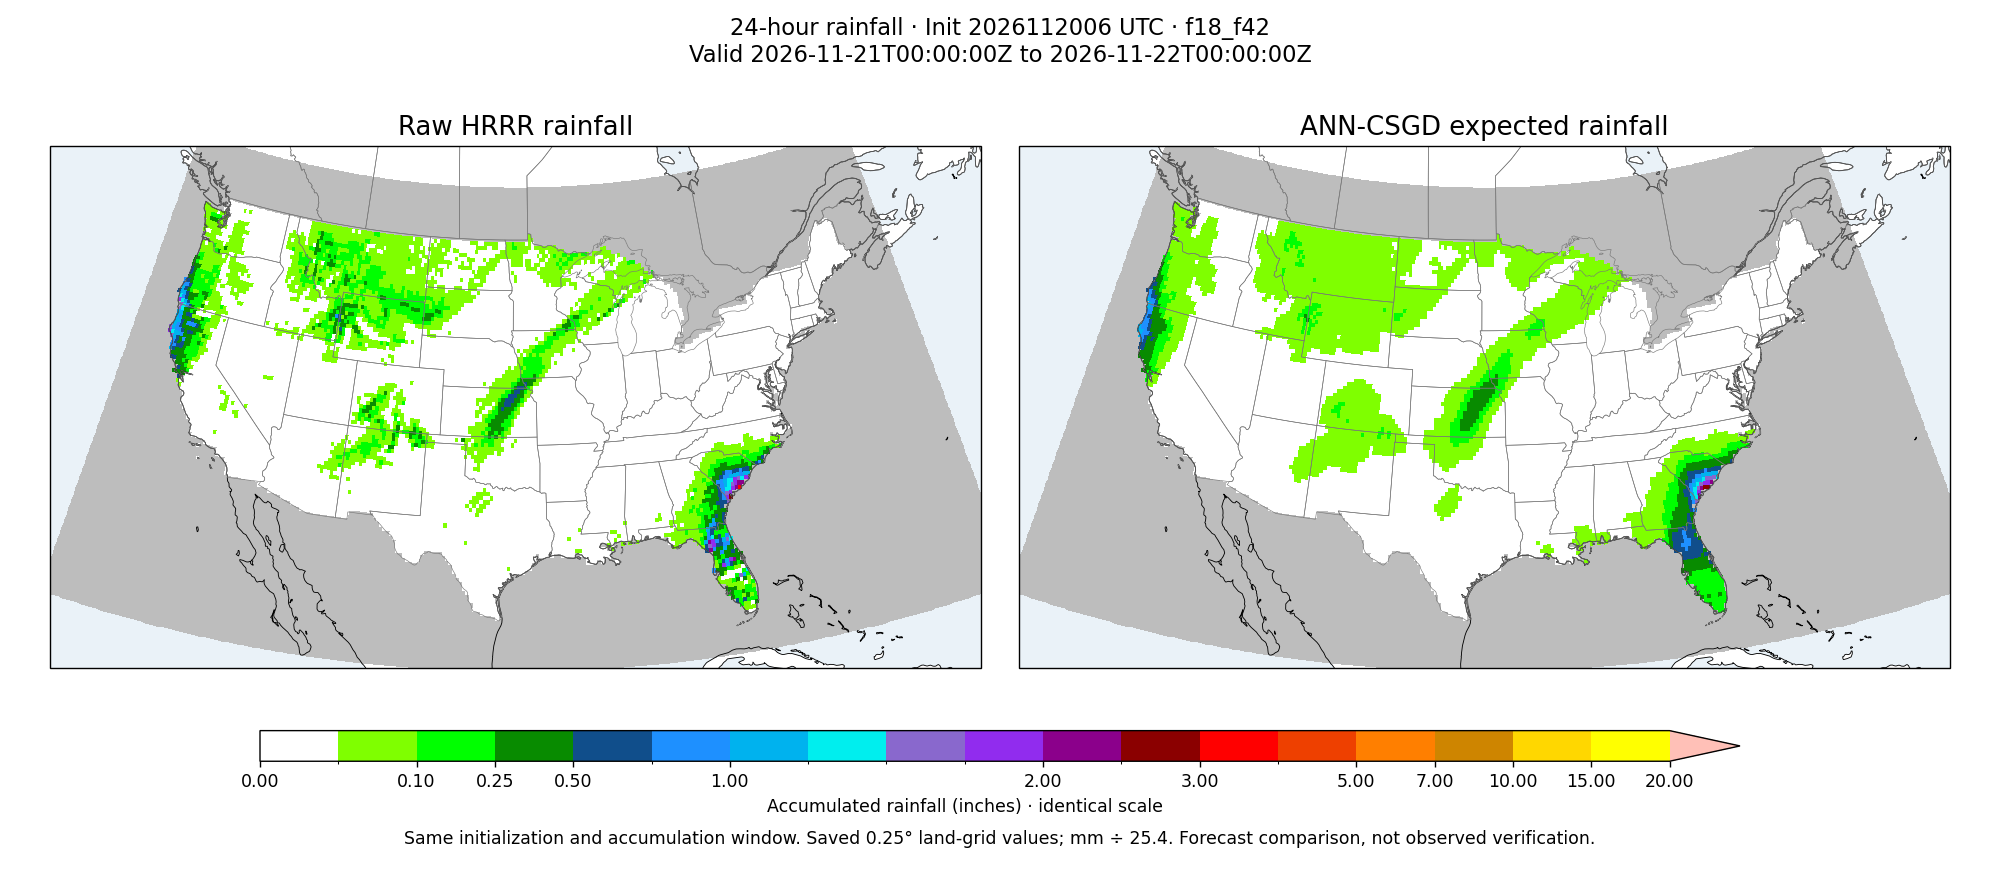 24-hour rainfall · Init 2026112006 UTC · f18_f42
Valid 2026-11-21T00:00:00Z to 2026-11-22T00:00:00Z
Raw HRRR rainfall
ANN-CSGD expected rainfall
0.00 0.10 0.25 0.50 1.00 2.00 3.00 5.00 7.00 10.00 15.00 20.00
Accumulated rainfall (inches) · identical scale
Same initialization and accumulation window. Saved 0.25° land-grid values; mm ÷ 25.4. Forecast comparison, not observed verification.